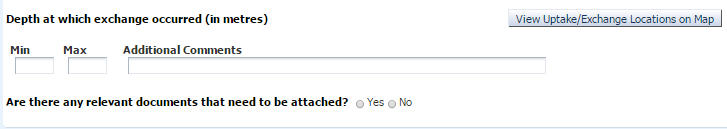 Depth at which exchange occurred (in metres) View Uptake/Exchange Locations on Map
Min Max Additional Comments
Are there any relevant documents that need to be attached? Yes No